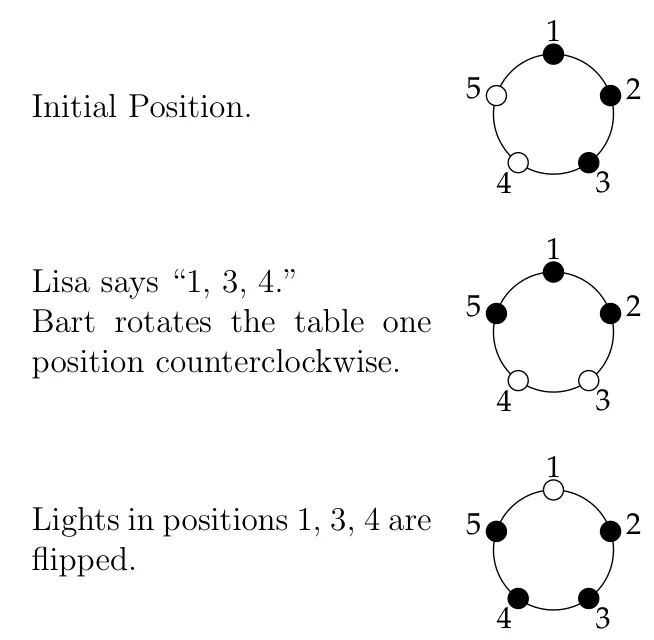 1
5
2
Initial Position.
4
3
1
Lisa says “1, 3, 4.”
5
2
Bart rotates the table one
position counterclockwise.
4
3
1
Lights in positions 1, 3, 4 are
5
2
flipped.
4
3